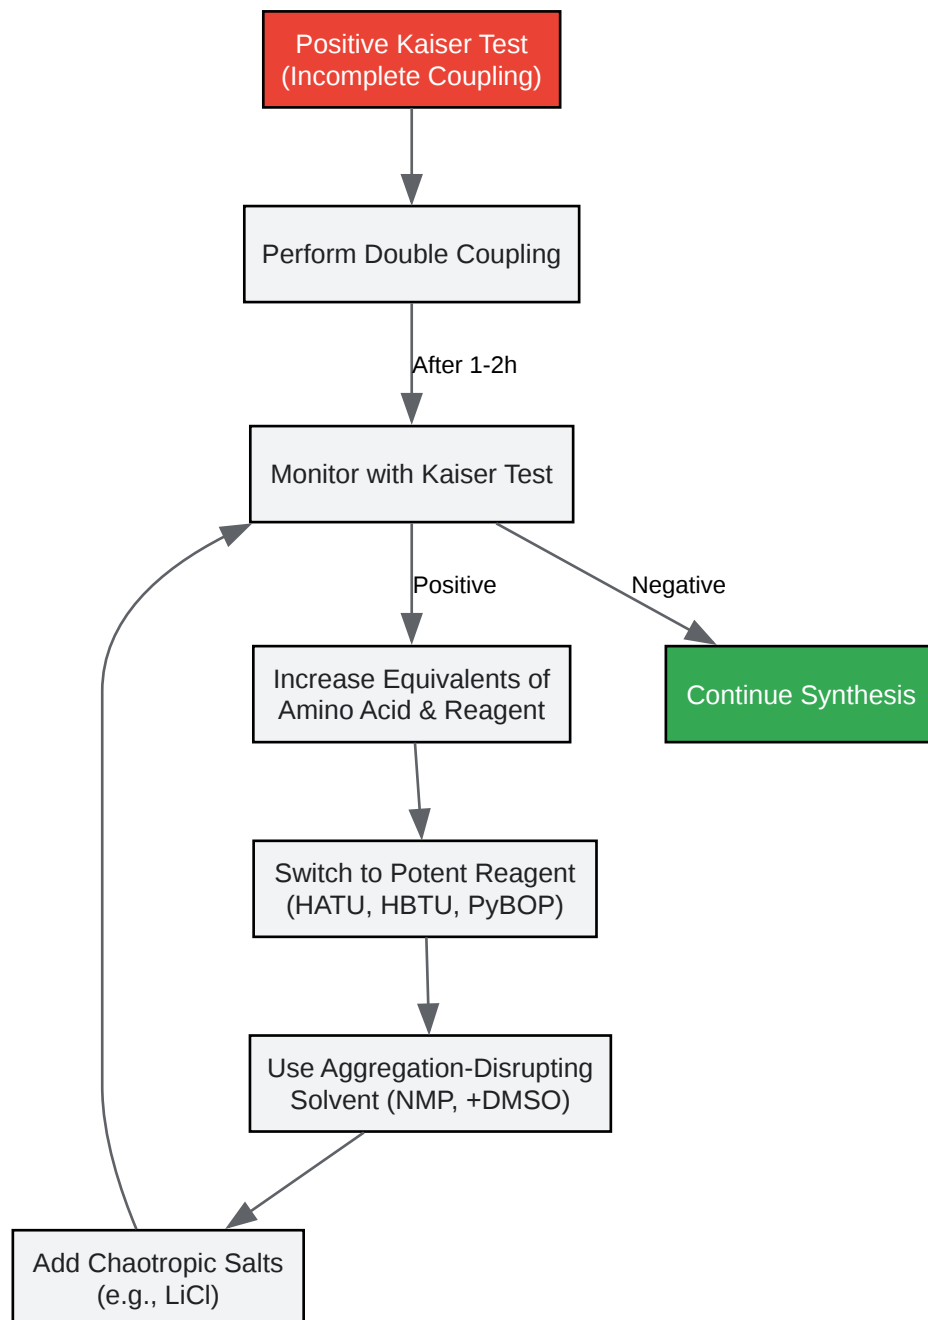 Positive Kaiser Test
(Incomplete Coupling)
Perform Double Coupling
After 1-2h
Monitor with Kaiser Test
Positive
Negative
Increase Equivalents of
Amino Acid & Reagent
Continue Synthesis
Switch to Potent Reagent
(HATU, HBTU, PyBOP)
Use Aggregation-Disrupting
Solvent (NMP, +DMSO)
Add Chaotropic Salts
(e.g., LiCl)